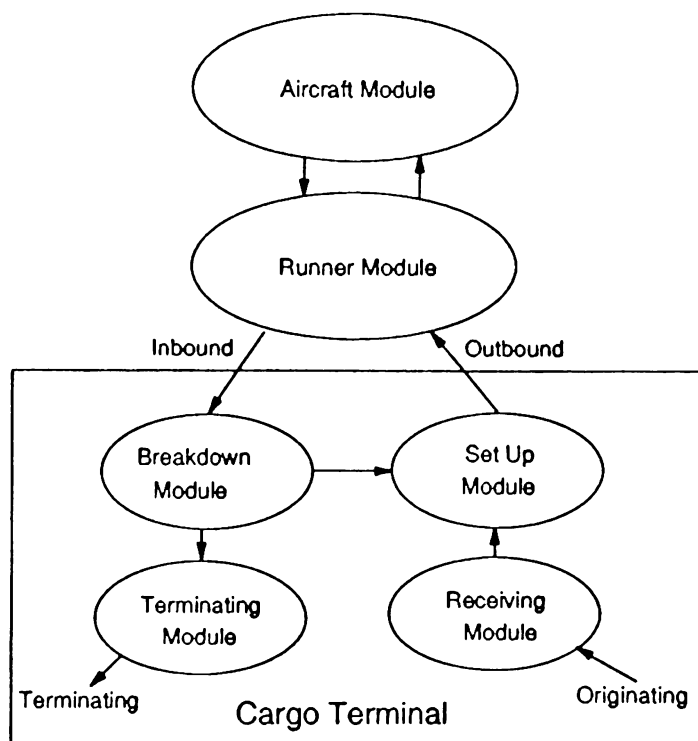 Aircraft Module
Runner Module
Inbound
Outbound
Breakdown
Module
Set Up
Module
Terminating
Module
Receiving
Module
Terminating
Originating
Cargo Terminal